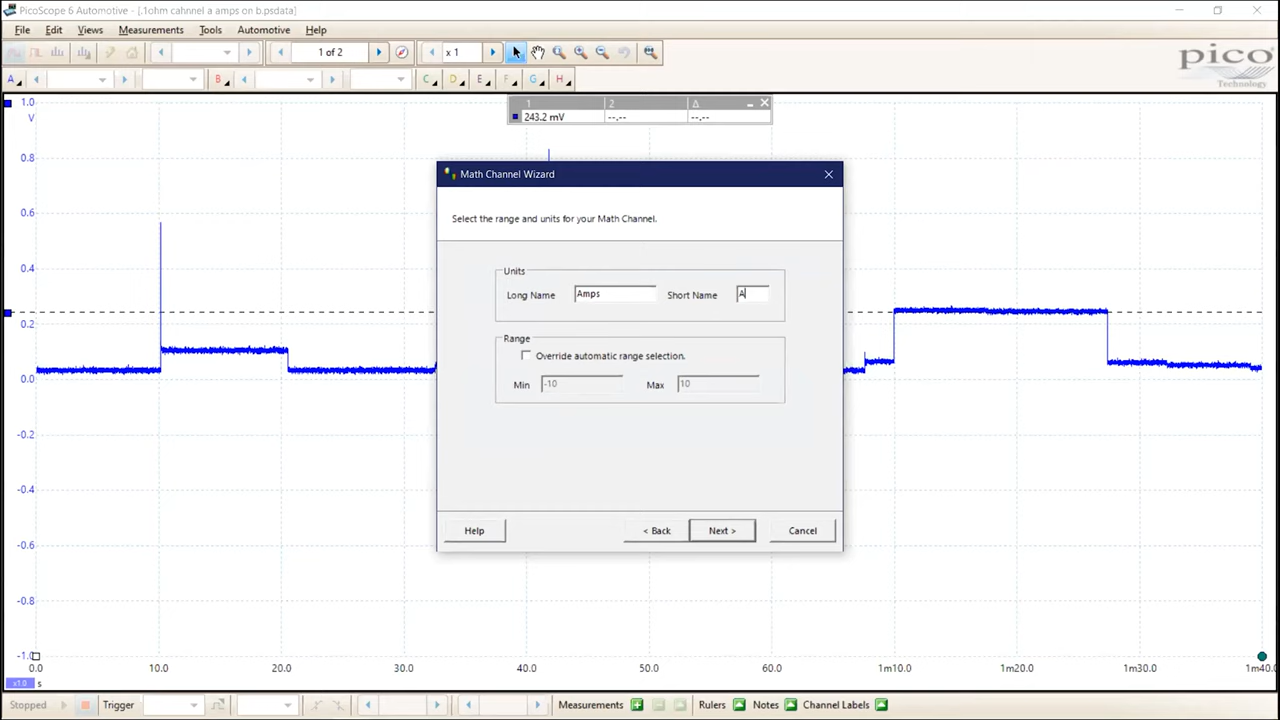 PicoScope 6 Automotive - [.1ohm cahnnel a amps on b.psdata]
File Edit Views Measurements Tools Automotive Help
1 of 2 x 1
pico
Technology
A B C D E F G H
1 2 Δ
243.2 mV --.-- --.--
1.0
V
0.8
0.6
0.4
0.2
0.0
-0.2
-0.4
-0.6
-0.8
-1.0
Math Channel Wizard
Select the range and units for your Math Channel.
Units
Long Name Amps Short Name A
Range
Override automatic range selection.
Min -10 Max 10
Help < Back Next > Cancel
0.0 10.0 20.0 30.0 40.0 50.0 60.0 1m10.0 1m20.0 1m30.0 1m40.0
x1.0 s
Stopped Trigger Measurements Rulers Notes Channel Labels